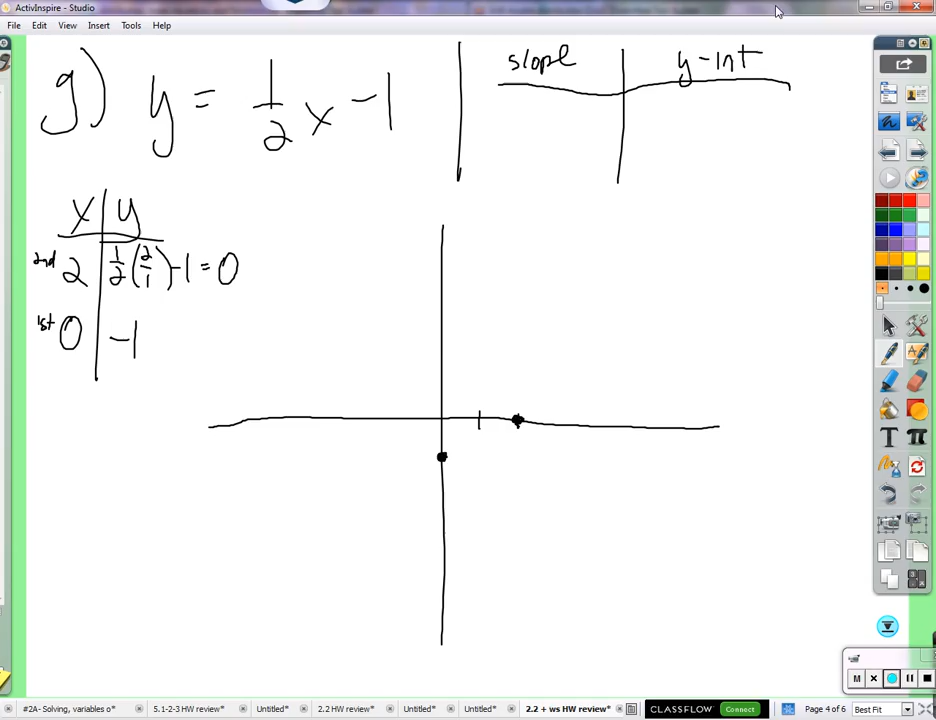 ActivInspire - Studio
File Edit View Insert Tools
g) y = 1/2 x - 1
slope y-int
x y
2nd 2 1/2 (2/1) - 1 = 0
1st 0 -1
#2A- Solving, variables o* 5.1-2-3 HW review* Untitled* 2.2 HW review* Untitled* Untitled* 2.2 + ws HW review* CLASSFLOW Connect Page 4 of 6 Best Fit
M